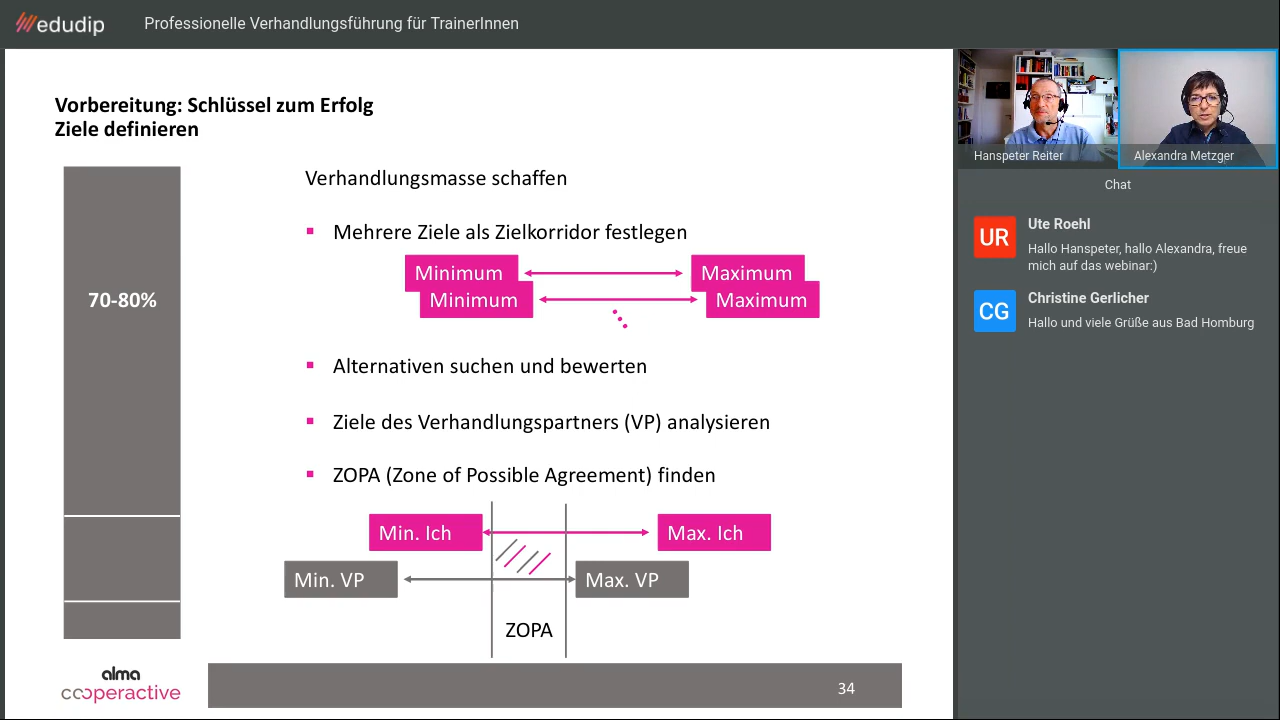 edudip
Professionelle Verhandlungsführung für TrainerInnen
Vorbereitung: Schlüssel zum Erfolg
Ziele definieren
70-80%
Verhandlungsmasse schaffen
Mehrere Ziele als Zielkorridor festlegen
Minimum Maximum
Minimum Maximum
Alternativen suchen und bewerten
Ziele des Verhandlungspartners (VP) analysieren
ZOPA (Zone of Possible Agreement) finden
Min. Ich Max. Ich
Min. VP Max. VP
ZOPA
alma
cooperactive
34
Hanspeter Reiter
Alexandra Metzger
Chat
UR
Ute Roehl
Hallo Hanspeter, hallo Alexandra, freue
mich auf das webinar:)
CG
Christine Gerlicher
Hallo und viele Grüße aus Bad Homburg